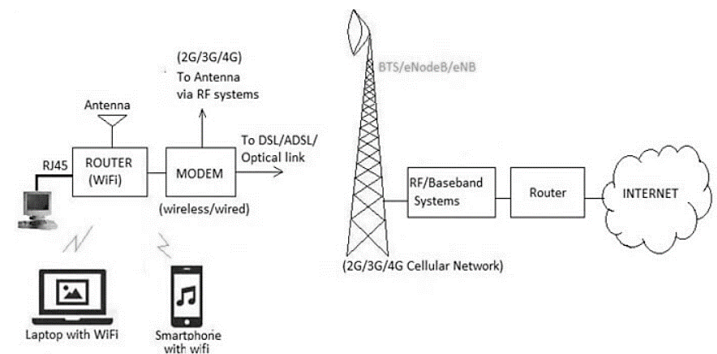 (2G/3G/4G)
To Antenna
via RF systems
Antenna
To DSL/ADSL/
Optical link
RJ45
ROUTER
(WiFi)
MODEM
(wireless/wired)
Laptop with WiFi
Smartphone
with wifi
BTS/eNodeB/eNB
RF/Baseband
Systems
Router
INTERNET
(2G/3G/4G Cellular Network)